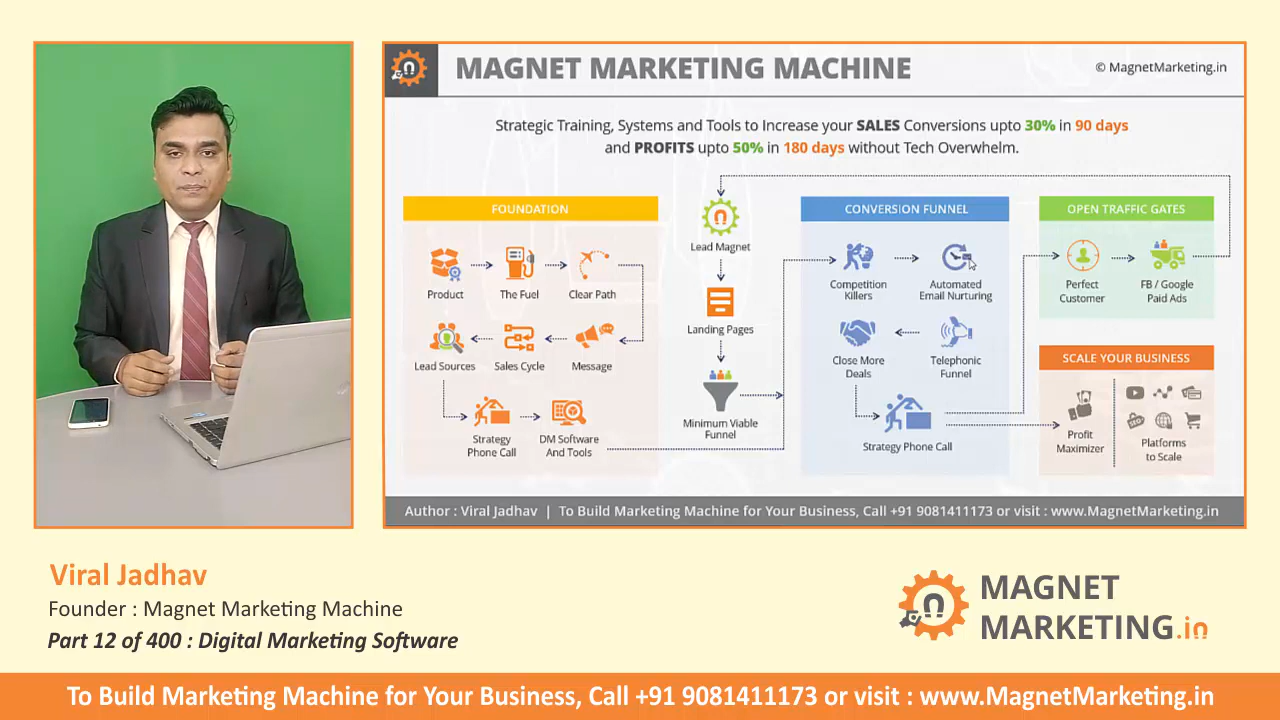 MAGNET MARKETING MACHINE
© MagnetMarketing.in
Strategic Training, Systems and Tools to Increase your SALES Conversions upto 30% in 90 days
and PROFITS upto 50% in 180 days without Tech Overwhelm.
FOUNDATION
Product
The Fuel
Clear Path
Lead Sources
Sales Cycle
Message
Strategy
Phone Call
DM Software
And Tools
Lead Magnet
Landing Pages
Minimum Viable
Funnel
CONVERSION FUNNEL
Competition
Killers
Automated
Email Nurturing
Close More
Deals
Telephonic
Funnel
Strategy Phone Call
OPEN TRAFFIC GATES
Perfect
Customer
FB / Google
Paid Ads
SCALE YOUR BUSINESS
Profit
Maximizer
Platforms
to Scale
Author : Viral Jadhav | To Build Marketing Machine for Your Business, Call +91 9081411173 or visit : www.MagnetMarketing.in
Viral Jadhav
Founder : Magnet Marketing Machine
Part 12 of 400 : Digital Marketing Software
MAGNET
MARKETING.in
To Build Marketing Machine for Your Business, Call +91 9081411173 or visit : www.MagnetMarketing.in